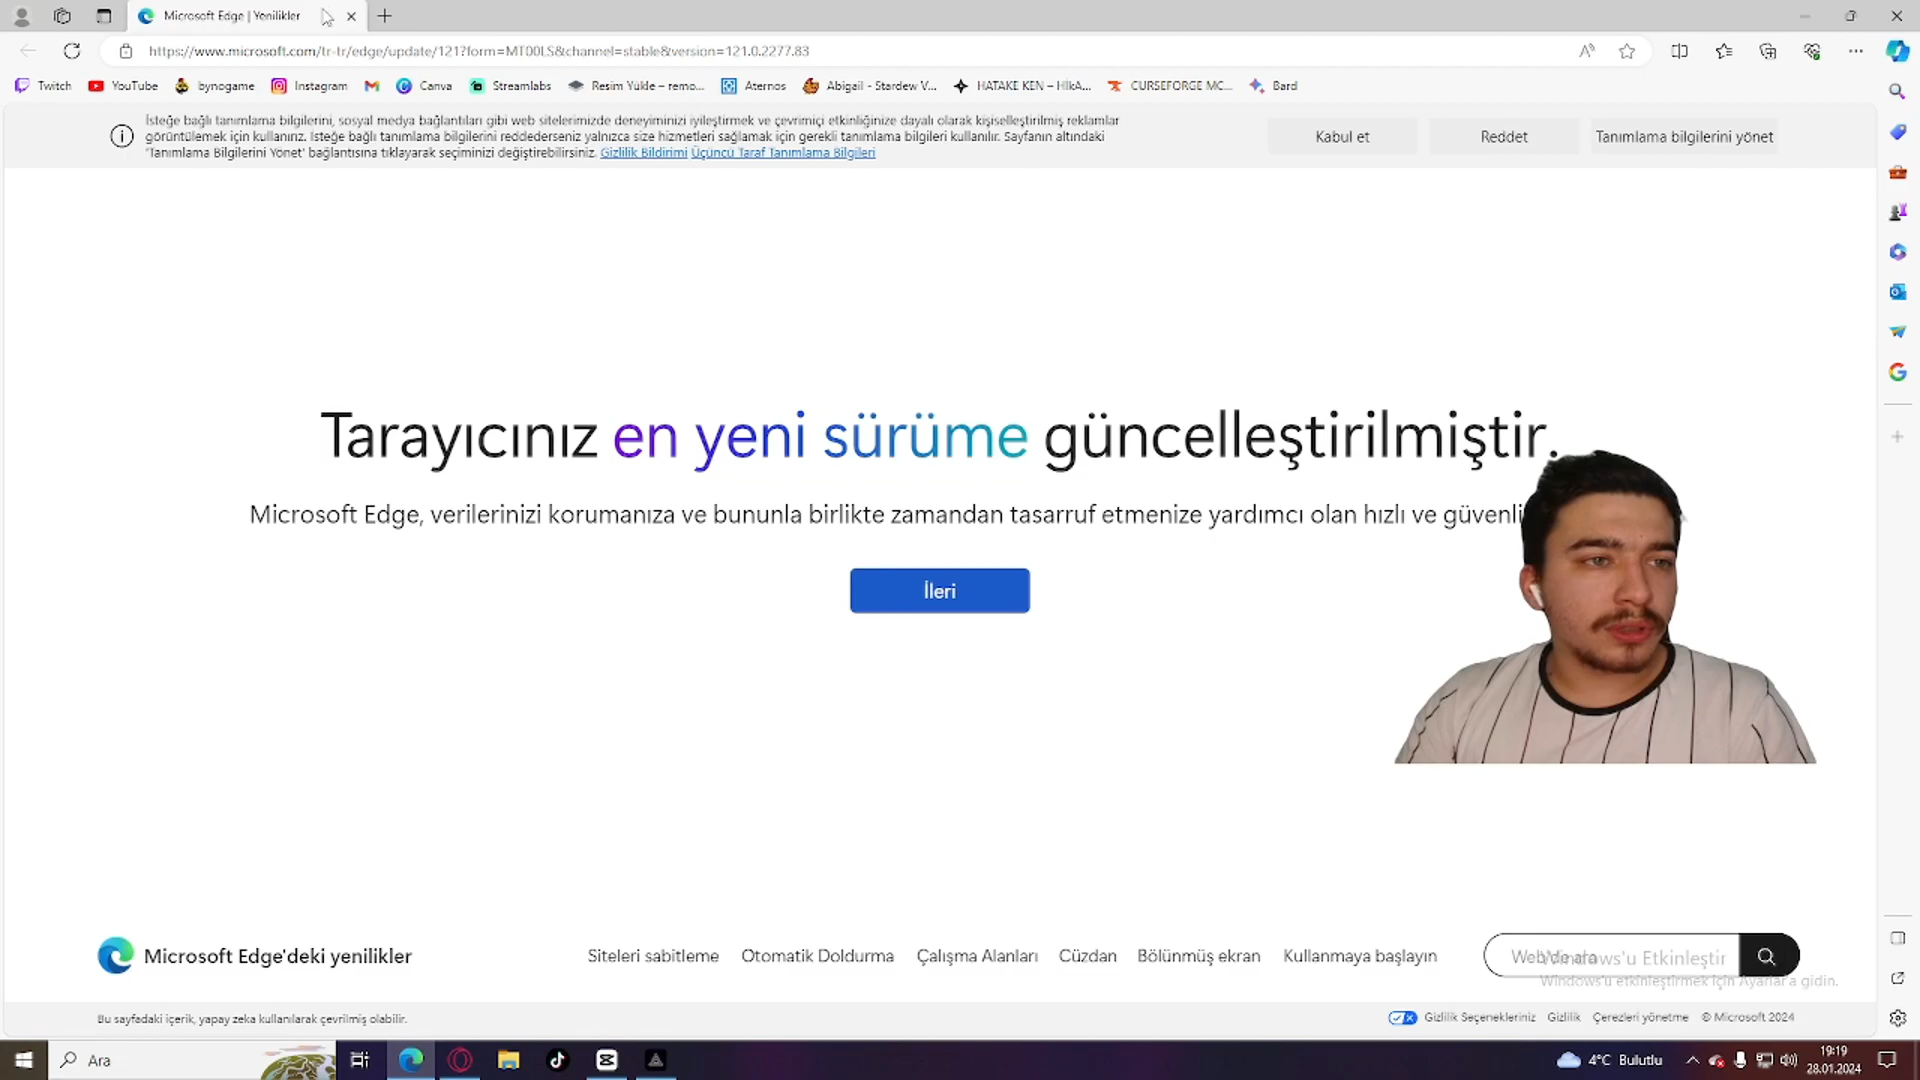 Microsoft Edge | Yenilikler
https://www.microsoft.com/tr-tr/edge/update/121?form=MT00LS&channel=stable&version=121.0.2277.83
Twitch YouTube bynogame Instagram Canva Streamlabs Resim Yükle – remo... Aternos Abigail - Stardew V... HATAKE KEN – HIkA... CURSEFORGE MC... Bard
İsteğe bağlı tanımlama bilgilerini, sosyal medya bağlantıları gibi web sitelerimizde deneyiminizi iyileştirmek ve çevrimiçi etkinliğinize dayalı olarak kişiselleştirilmiş reklamlar
görüntülemek için kullanırız. İsteğe bağlı tanımlama bilgilerini reddederseniz yalnızca size hizmetleri sağlamak için gerekli tanımlama bilgileri kullanılır. Sayfanın altındaki
'Tanımlama Bilgilerini Yönet' bağlantısına tıklayarak seçiminizi değiştirebilirsiniz. Gizlilik Bildirimi Üçüncü Taraf Tanımlama Bilgileri
Kabul et Reddet Tanımlama bilgilerini yönet
Tarayıcınız en yeni sürüme güncelleştirilmiştir.
Microsoft Edge, verilerinizi korumanıza ve bununla birlikte zamandan tasarruf etmenize yardımcı olan hızlı ve güvenli
İleri
Microsoft Edge'deki yenilikler Siteleri sabitleme Otomatik Doldurma Çalışma Alanları Cüzdan Bölünmüş ekran Kullanmaya başlayın Web'de ara
Windows'u Etkinleştir
Windows'u etkinleştirmek için Ayarlar'a gidin.
Bu sayfadaki içerik, yapay zeka kullanılarak çevrilmiş olabilir. Gizlilik Seçenekleriniz Gizlilik Çerezleri yönetme © Microsoft 2024
Ara 4°C Bulutlu 19:19
28.01.2024